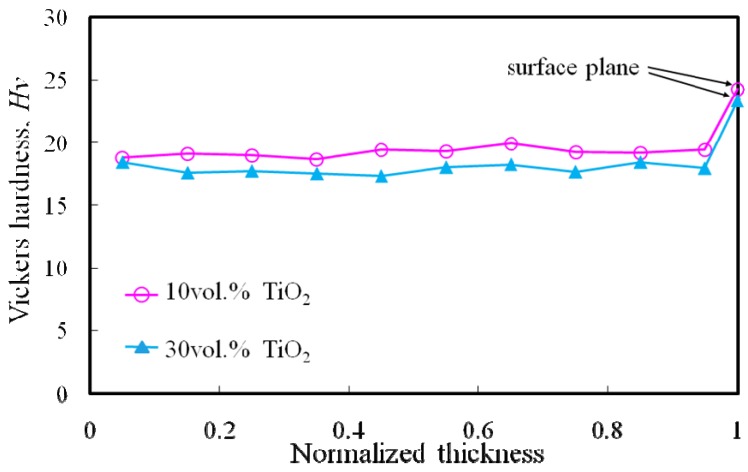 30
25
20
15
10
5
0
Vickers hardness, Hv
surface plane
10vol.% TiO₂
30vol.% TiO₂
0 0.2 0.4 0.6 0.8 1
Normalized thickness